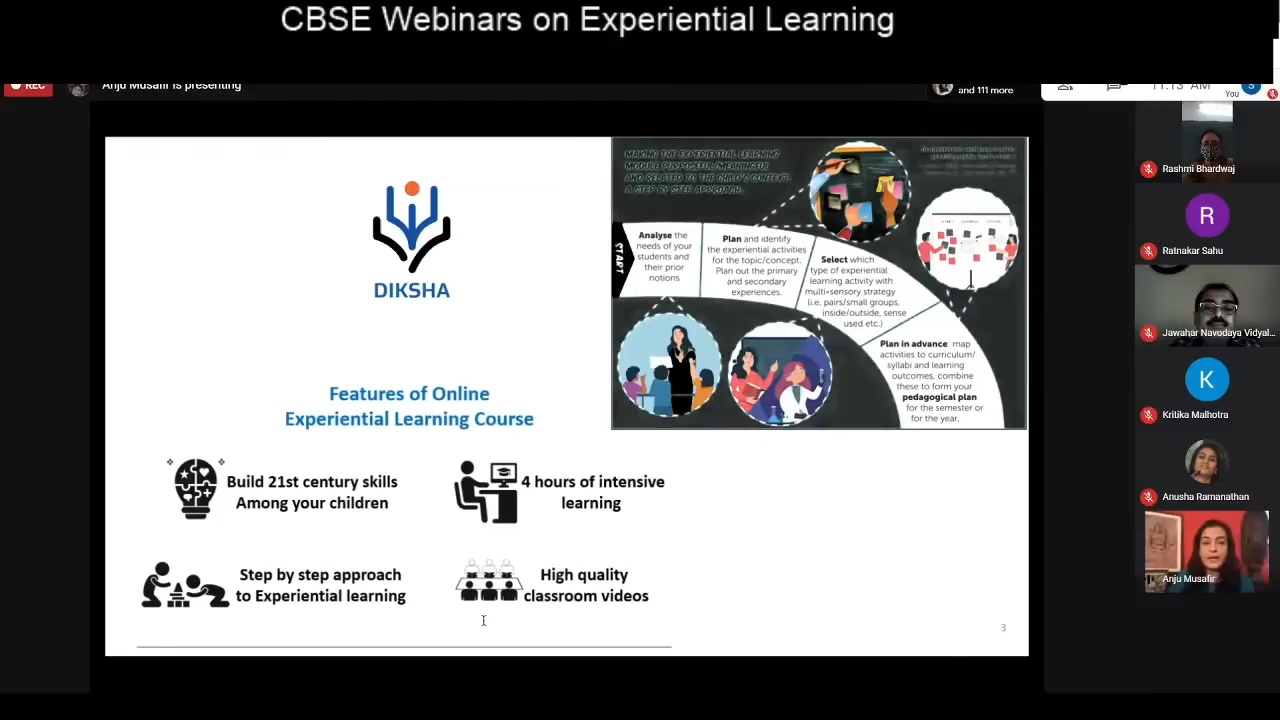 CBSE Webinars on Experiential Learning
REC
Anju Musafir is presenting
and 111 more
11:13 AM
You
S
DIKSHA
Features of Online
Experiential Learning Course
Build 21st century skills
Among your children
4 hours of intensive
learning
Step by step approach
to Experiential learning
High quality
classroom videos
3
MAKING THE EXPERIENTIAL LEARNING
MODULE PURPOSEFUL/MEANINGFUL
AND RELATED TO THE CHILD'S CONTEXT:
A STEP BY STEP APPROACH.
START
Analyse the
needs of your
students and
their prior
notions
Plan and identify
the experiential activities
for the topic/concept.
Plan out the primary
and secondary
experiences.
Select which
type of experiential
learning activity with
multi-sensory strategy
(i.e. pairs/small groups,
inside/outside, sense
used etc.)
Plan in advance: map
activities to curriculum/
syllabi and learning
outcomes, combine
these to form your
pedagogical plan
for the semester or
for the year.
Rashmi Bhardwaj
R
Ratnakar Sahu
Jawahar Navodaya Vidyal...
K
Kritika Malhotra
Anusha Ramanathan
Anju Musafir